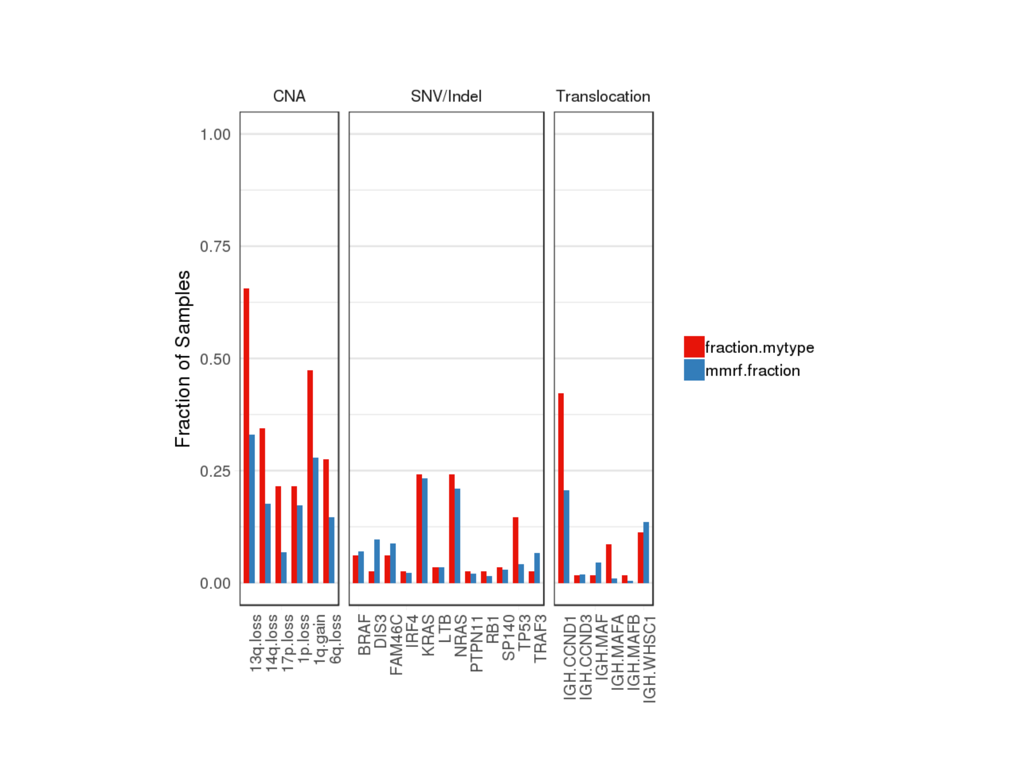 CNA
SNV/Indel
Translocation
Fraction of Samples
1.00
0.75
0.50
0.25
0.00
13q.loss
14q.loss
17p.loss
1p.loss
1q.gain
6q.loss
BRAF
DIS3
FAM46C
IRF4
KRAS
LTB
NRAS
PTPN11
RB1
SP140
TP53
TRAF3
IGH.CCND1
IGH.CCND3
IGH.MAF
IGH.MAFA
IGH.MAFB
IGH.WHSC1
fraction.mytype
mmrf.fraction